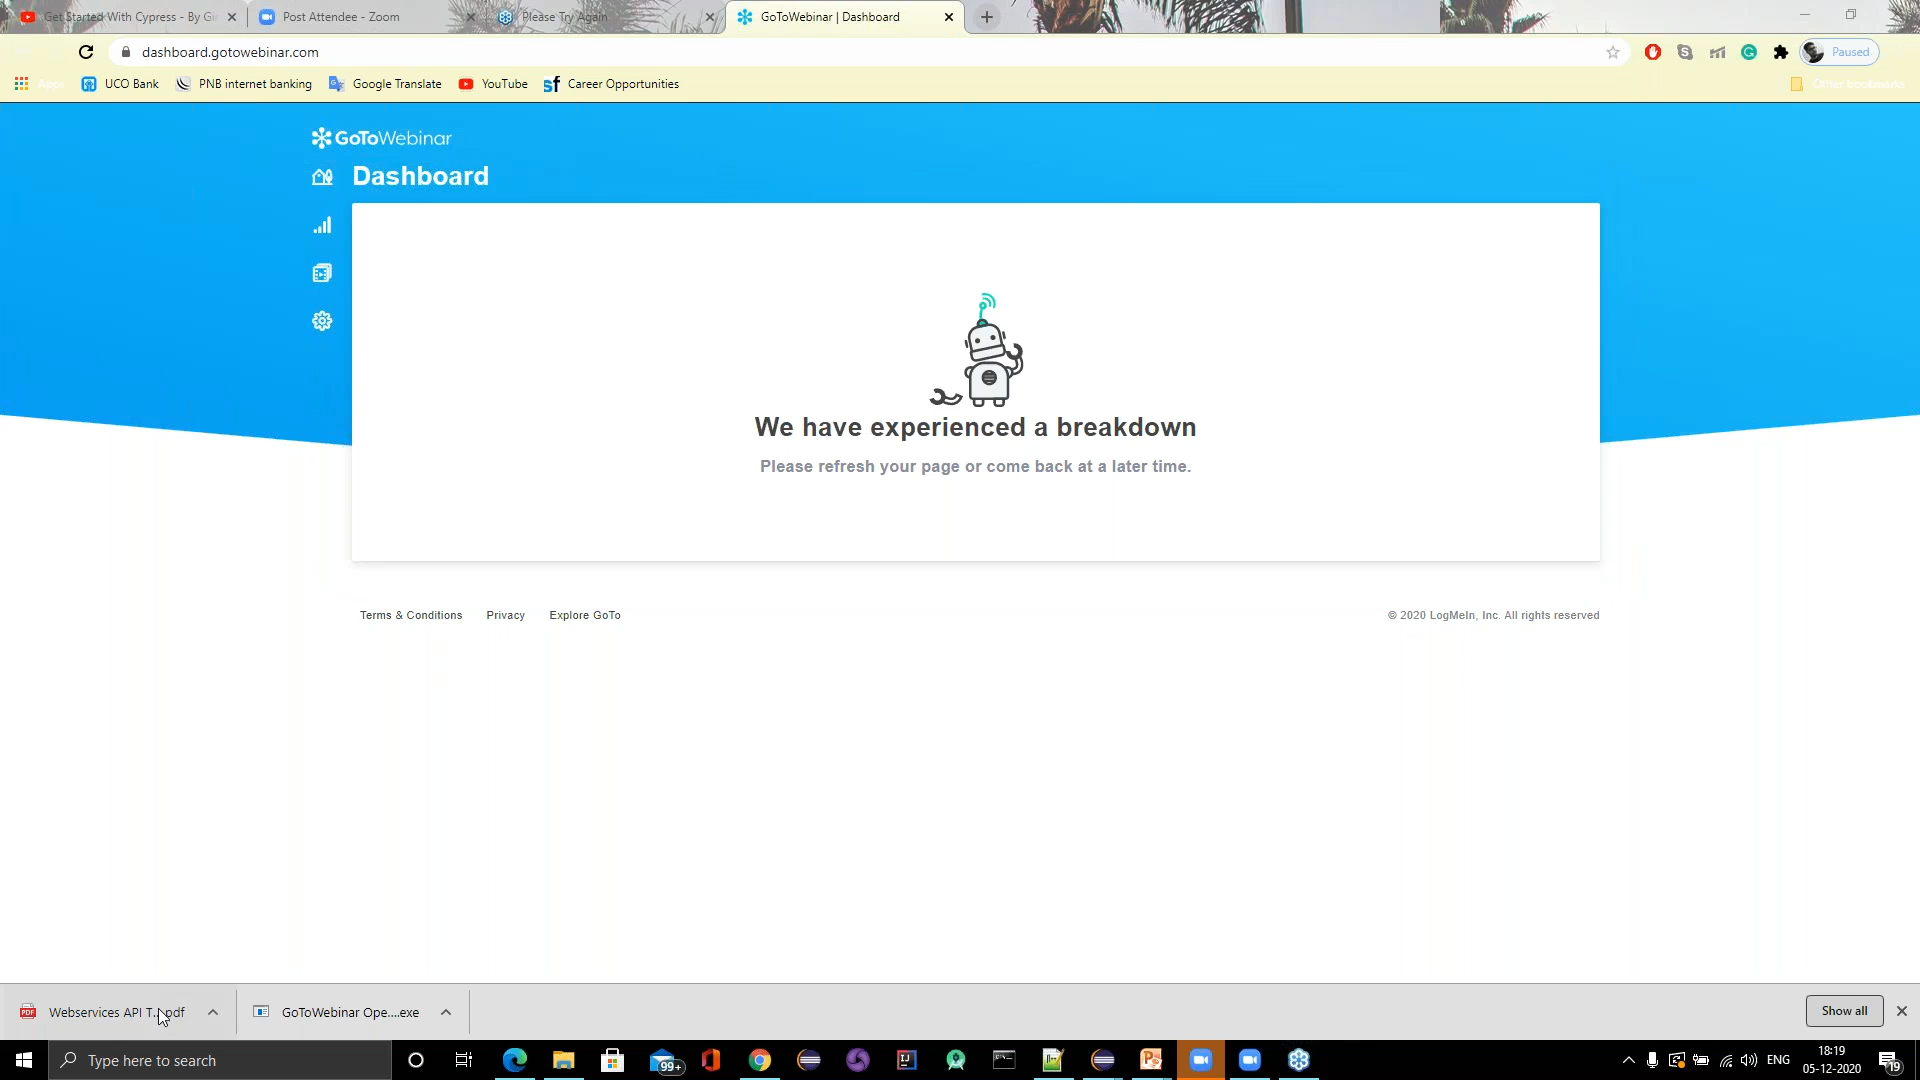 Get Started With Cypress - By Gi
Post Attendee - Zoom
Please Try Again
GoToWebinar | Dashboard
dashboard.gotowebinar.com
Paused
Apps
UCO Bank
PNB internet banking
Google Translate
YouTube
Career Opportunities
Other bookmarks
GoToWebinar
Dashboard
We have experienced a breakdown
Please refresh your page or come back at a later time.
Terms & Conditions
Privacy
Explore GoTo
© 2020 LogMeIn, Inc. All rights reserved
Webservices API T...pdf
GoToWebinar Ope....exe
Show all
Type here to search
99+
ENG
18:19
05-12-2020
19